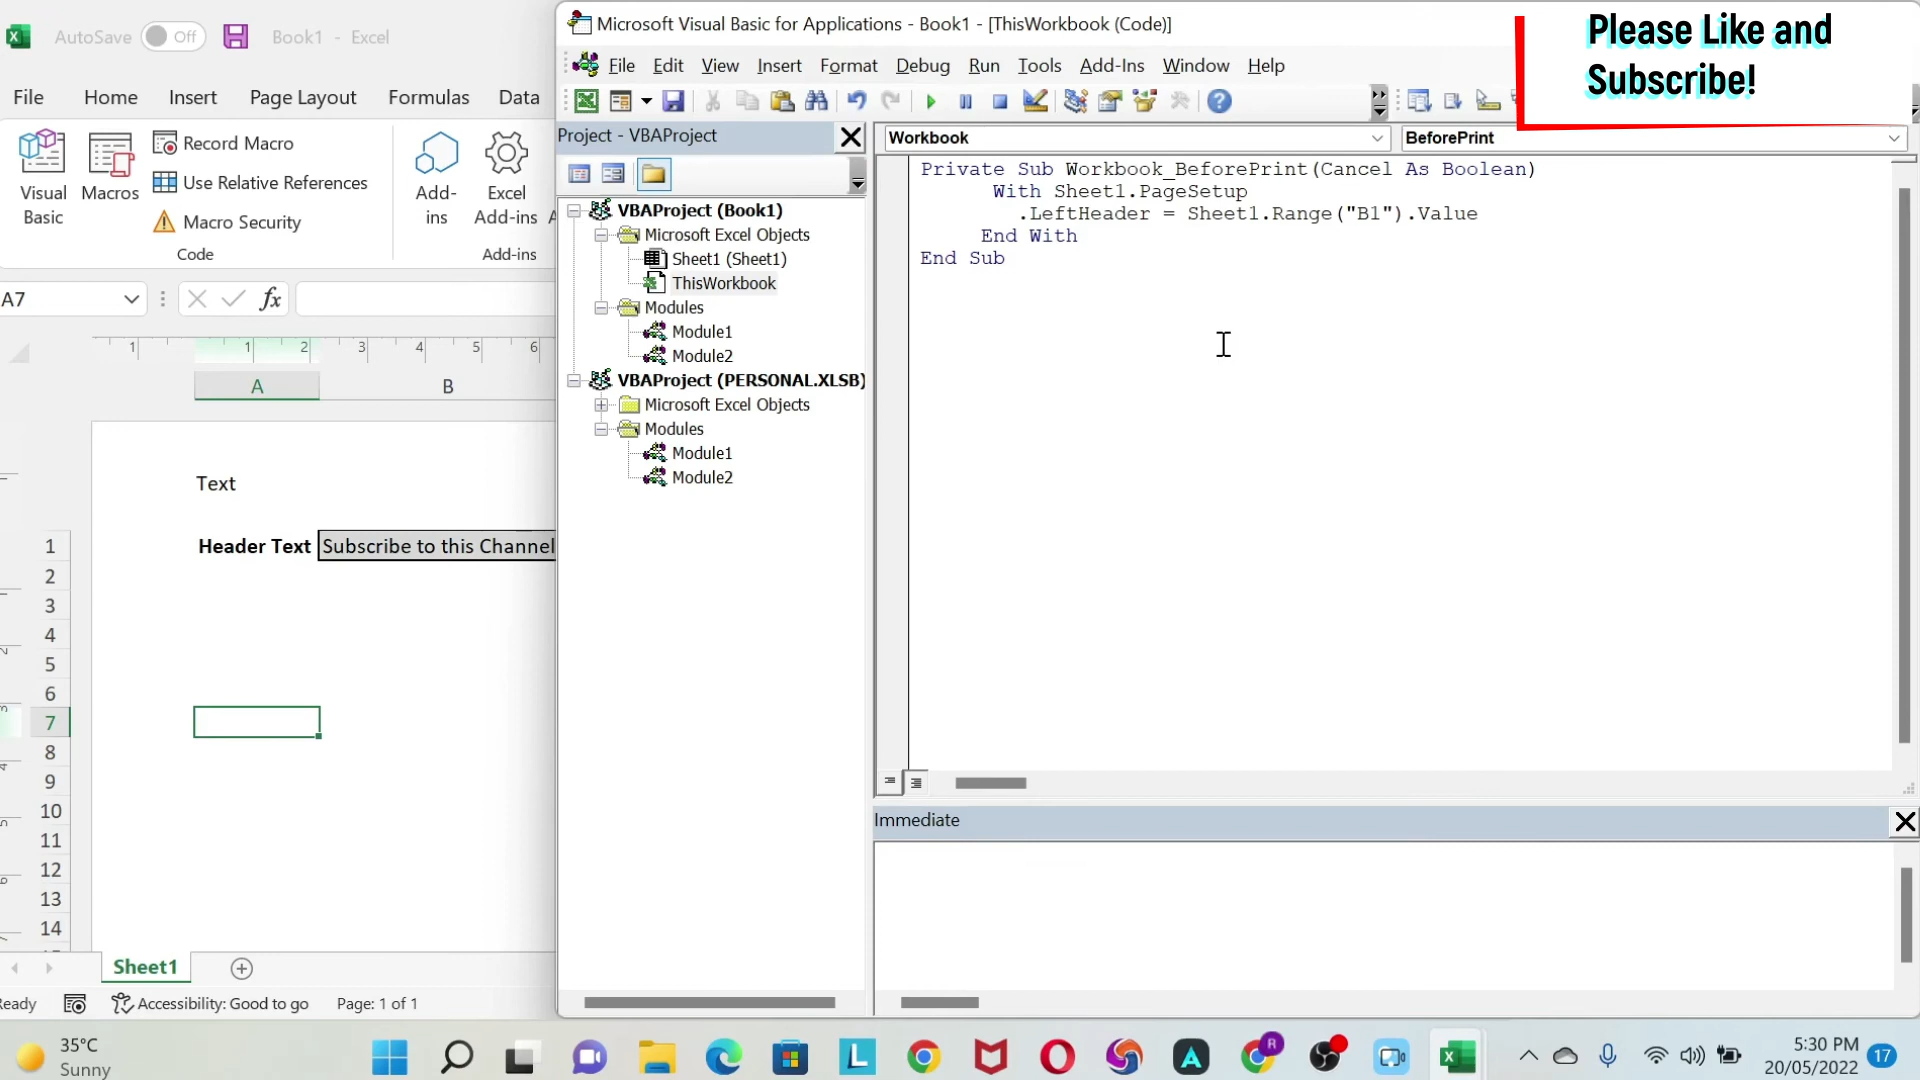 AutoSave
Off
Book1 - Excel
File
Home
Insert
Page Layout
Formulas
Data
Visual Basic
Macros
Record Macro
Use Relative References
Macro Security
Code
Add-ins
Excel Add-ins
Add-ins
A7
fx
1
1
2
3
4
5
6
A
B
Text
Header Text
Subscribe to this Channel
1
2
3
4
5
6
7
8
9
10
11
12
13
14
Sheet1
Accessibility: Good to go
Page: 1 of 1
Microsoft Visual Basic for Applications - Book1 - [ThisWorkbook (Code)]
File
Edit
View
Insert
Format
Debug
Run
Tools
Add-Ins
Window
Help
Please Like and
Subscribe!
Project - VBAProject
VBAProject (Book1)
Microsoft Excel Objects
Sheet1 (Sheet1)
ThisWorkbook
Modules
Module1
Module2
VBAProject (PERSONAL.XLSB)
Microsoft Excel Objects
Modules
Module1
Module2
Workbook
BeforePrint
Private Sub Workbook_BeforePrint(Cancel As Boolean)
With Sheet1.PageSetup
.LeftHeader = Sheet1.Range("B1").Value
End With
End Sub
Immediate
35°C
Sunny
L
A
R
5:30 PM
20/05/2022
17